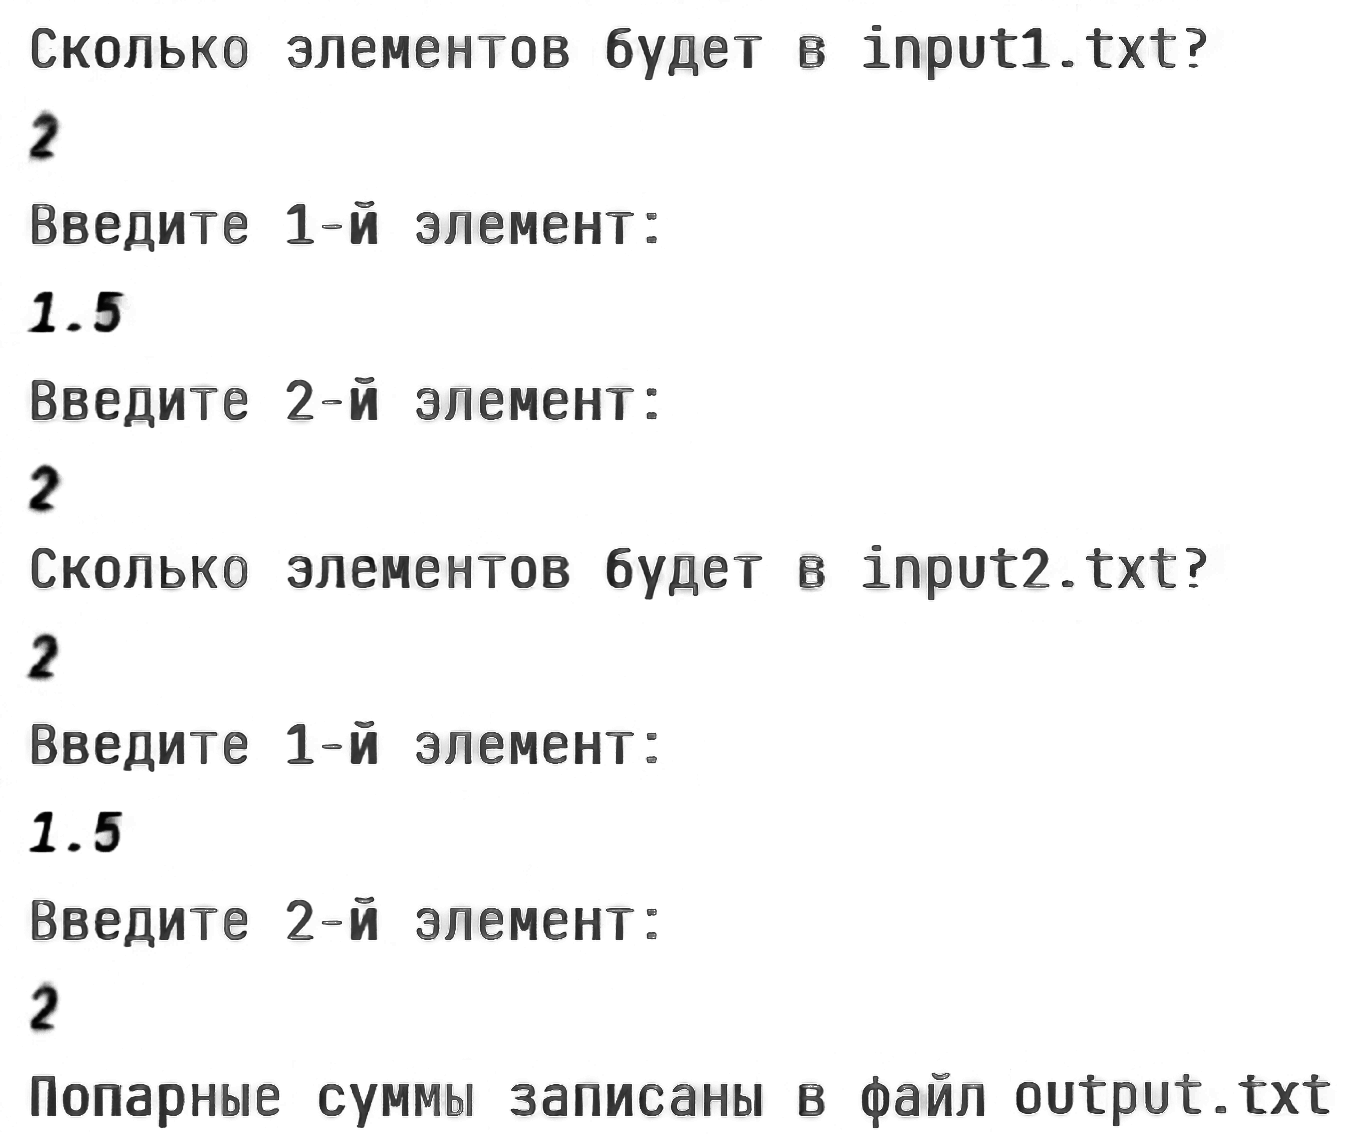 Сколько элементов будет в input1.txt?
2
Введите 1-й элемент:
1.5
Введите 2-й элемент:
2
Сколько элементов будет в input2.txt?
2
Введите 1-й элемент:
1.5
Введите 2-й элемент:
2
Попарные суммы записаны в файл output.txt